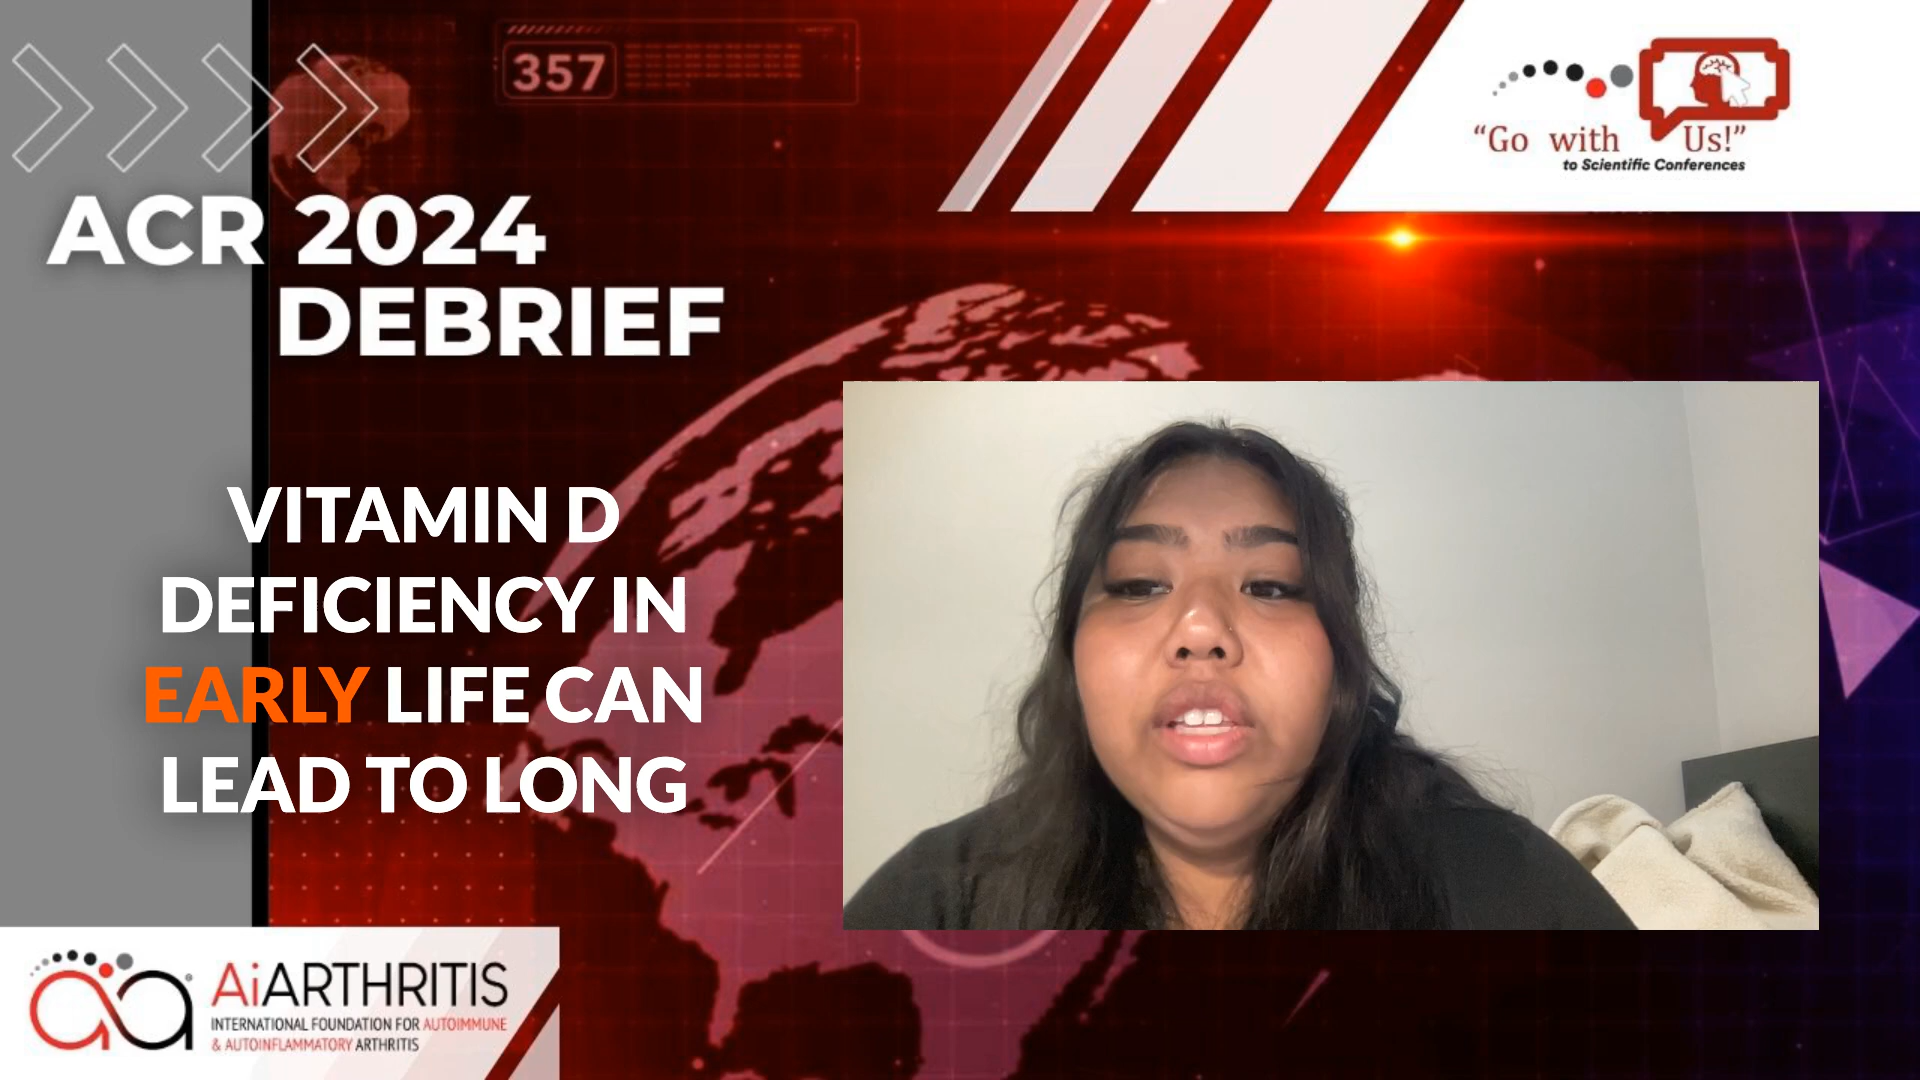 357
“Go with Us!”
to Scientific Conferences
ACR 2024
DEBRIEF
VITAMIN D
DEFICIENCY IN
EARLY LIFE CAN
LEAD TO LONG
AiARTHRITIS
INTERNATIONAL FOUNDATION FOR AUTOIMMUNE
& AUTOINFLAMMATORY ARTHRITIS